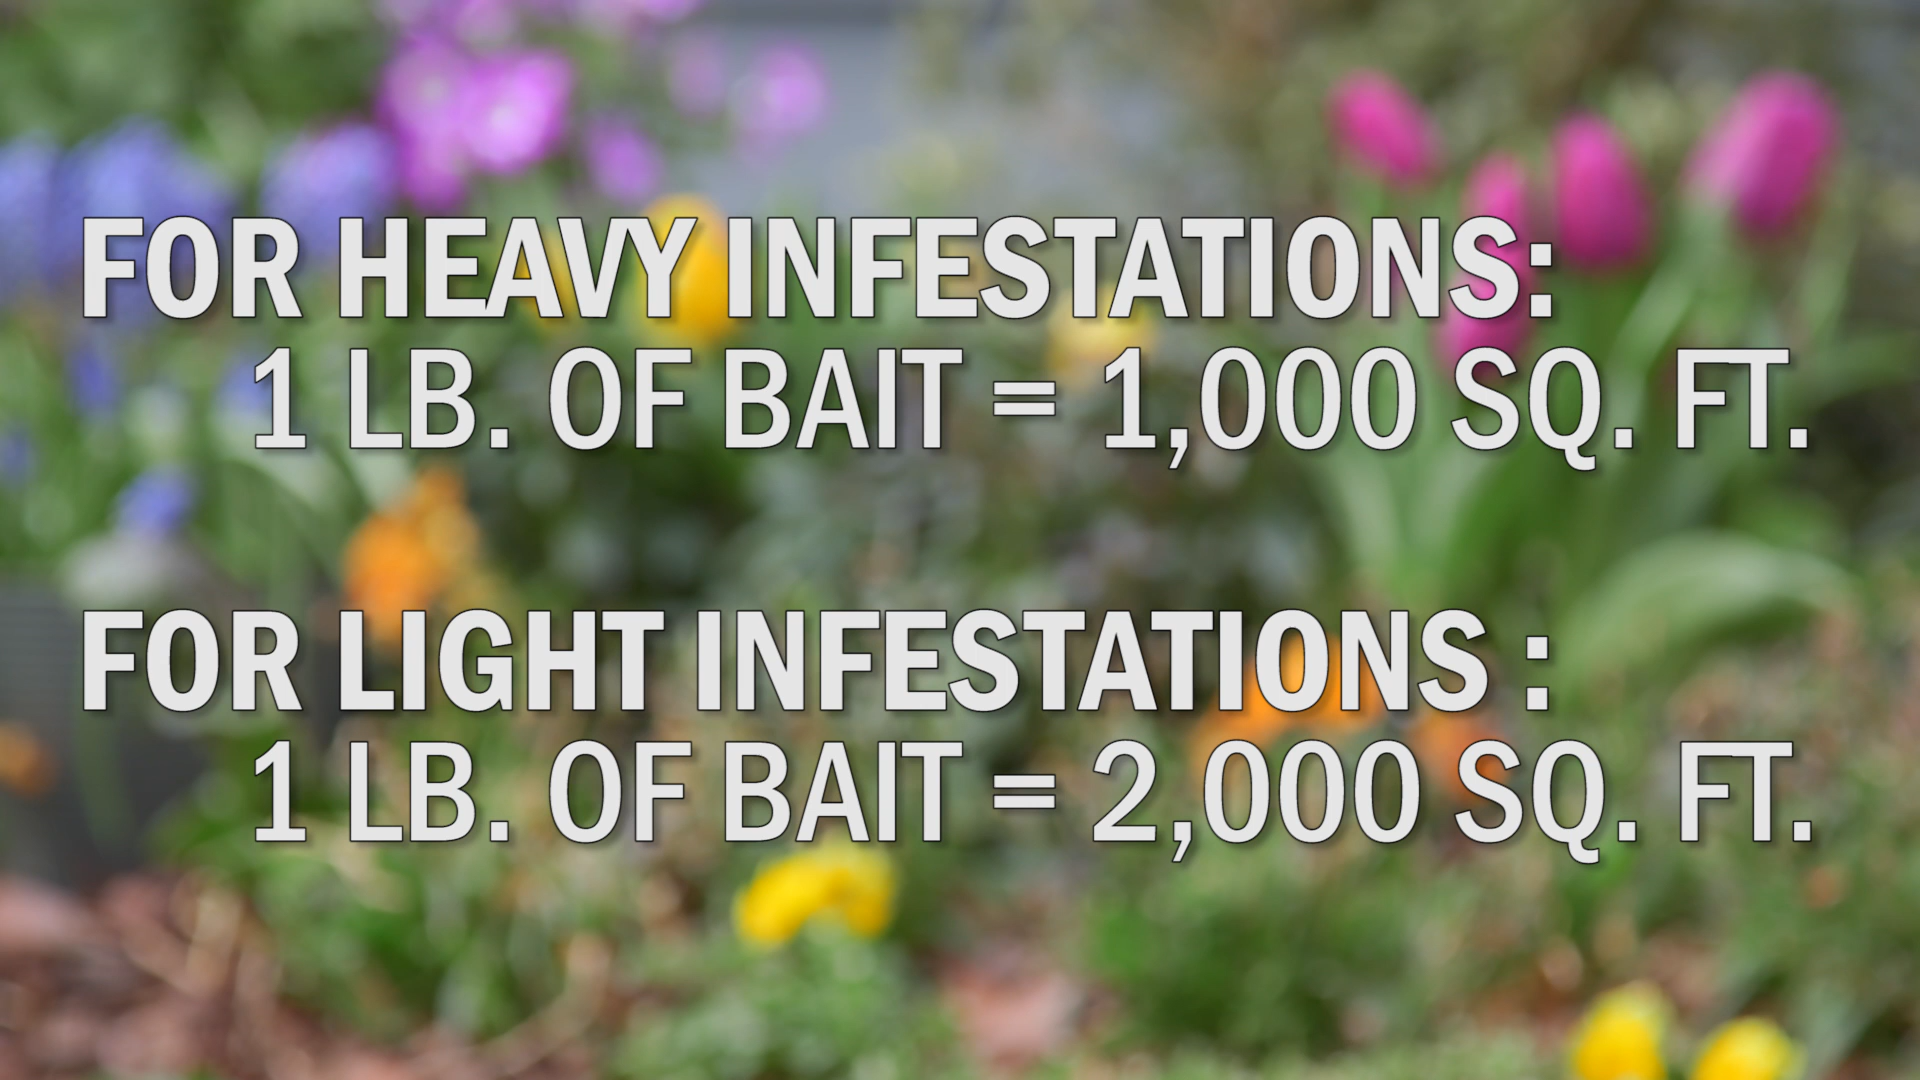 FOR HEAVY INFESTATIONS:
1 LB. OF BAIT = 1,000 SQ. FT.
FOR LIGHT INFESTATIONS :
1 LB. OF BAIT = 2,000 SQ. FT.